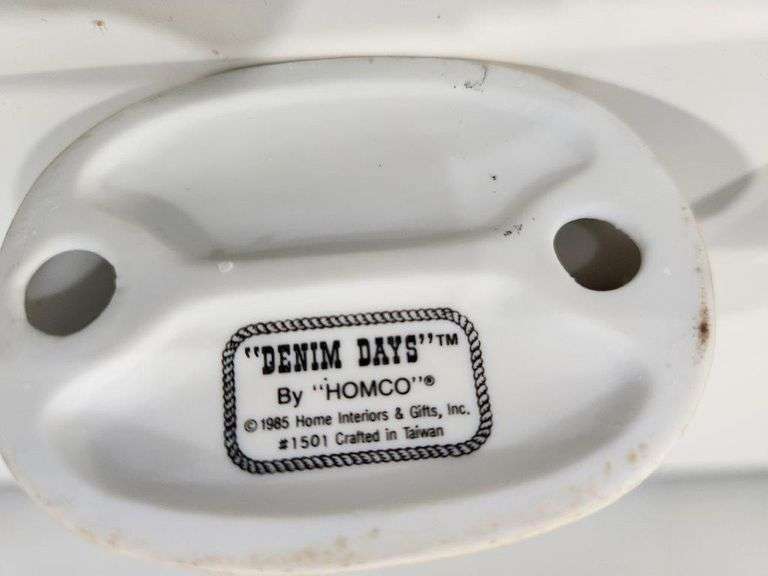 "DENIM DAYS"™
By "HOMCO"®
© 1985 Home Interiors & Gifts, Inc.
#1501 Crafted in Taiwan